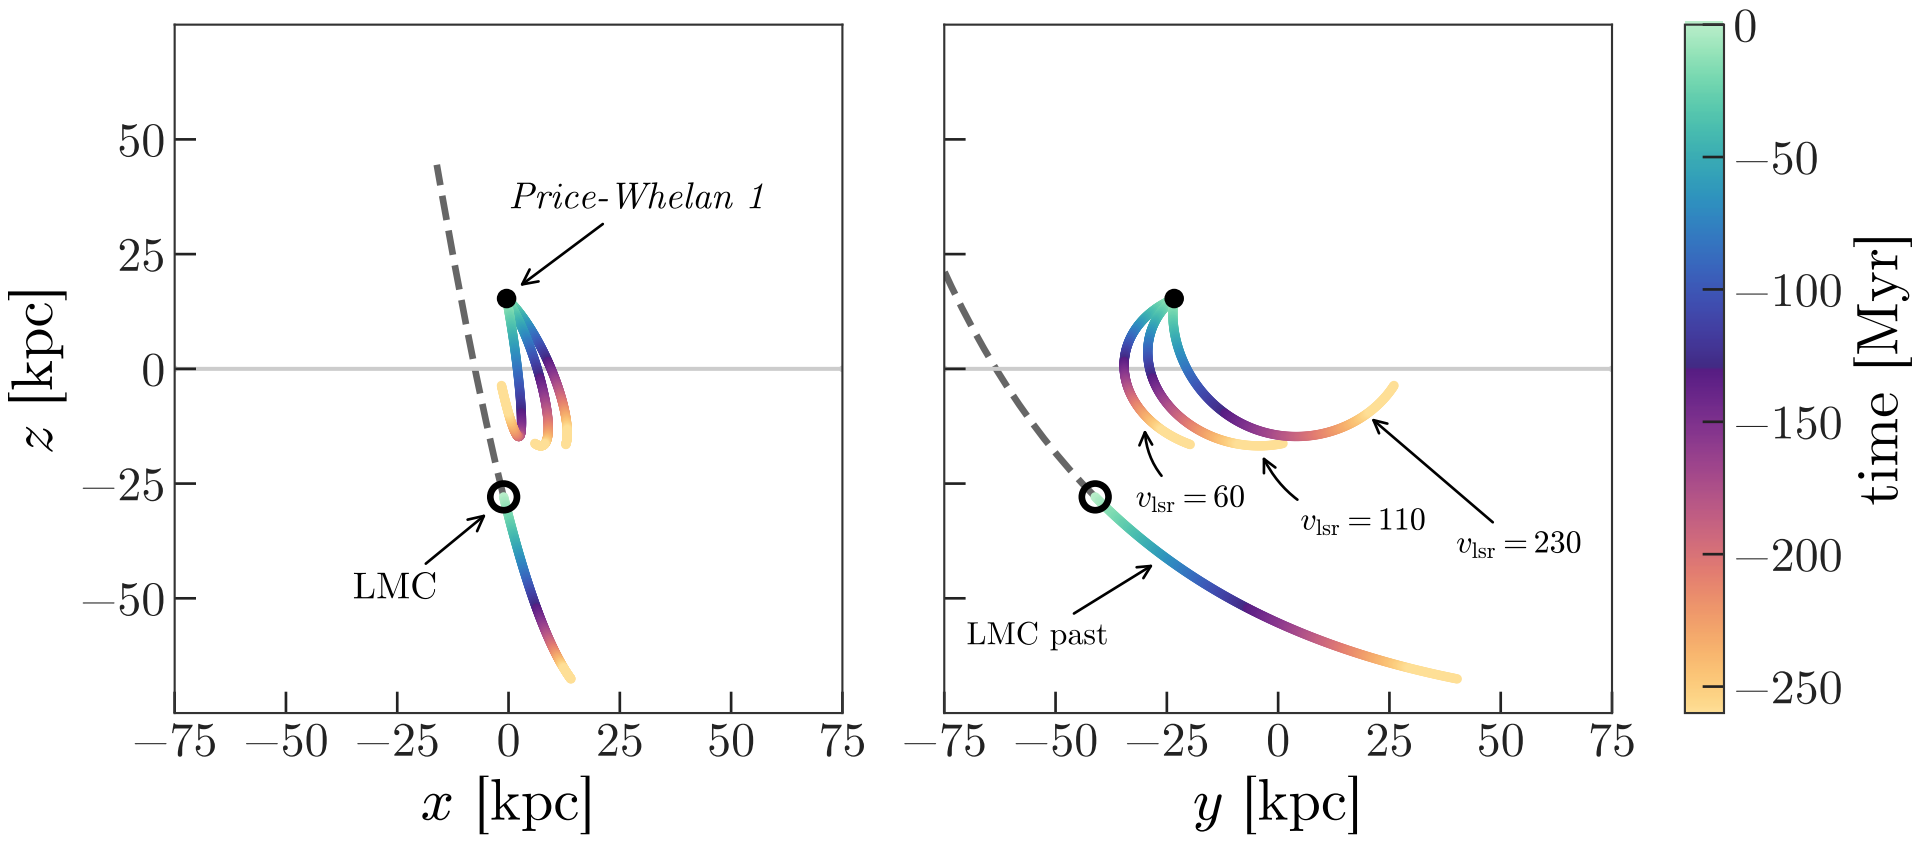 50
25
0
−25
−50
z [kpc]
−75 −50 −25 0 25 50 75
x [kpc]
Price-Whelan 1
LMC
−75 −50 −25 0 25 50 75
y [kpc]
v_lsr = 60
v_lsr = 110
v_lsr = 230
LMC past
0
−50
−100
−150
−200
−250
time [Myr]